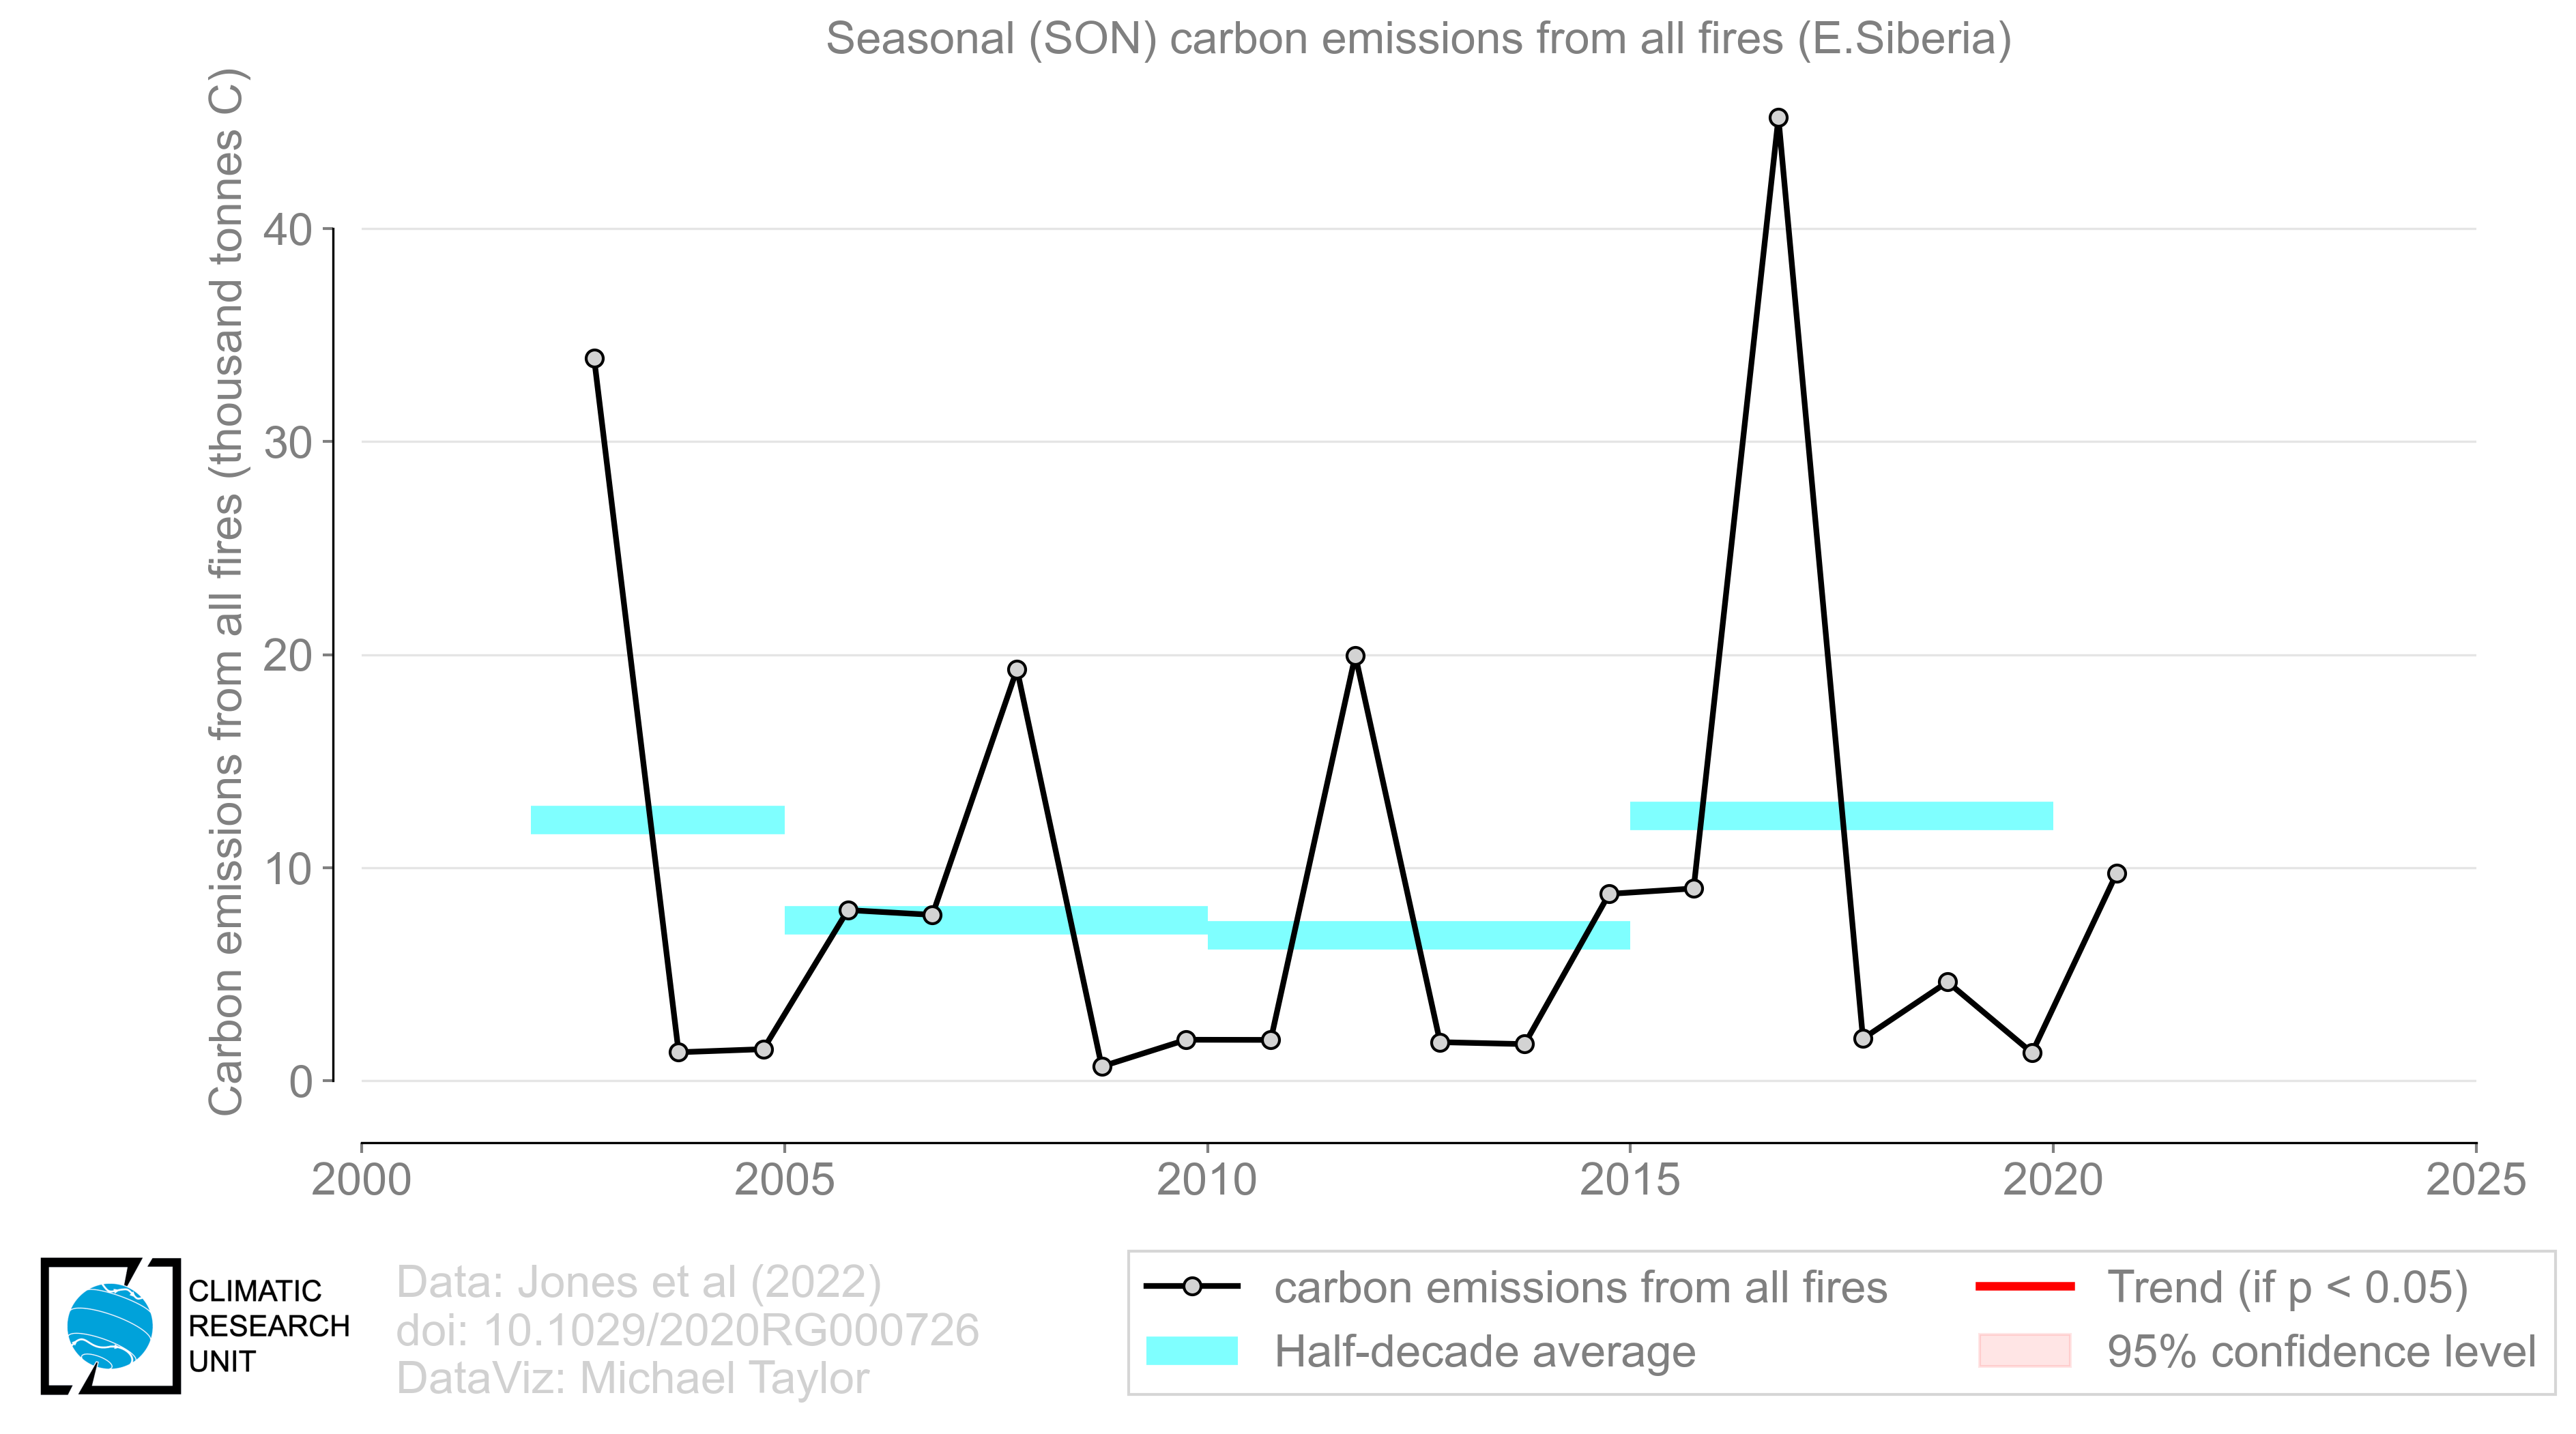 Seasonal (SON) carbon emissions from all fires (E.Siberia)
Carbon emissions from all fires (thousand tonnes C)
40
30
20
10
0
2000 2005 2010 2015 2020 2025
CLIMATIC
RESEARCH
UNIT
Data: Jones et al (2022)
doi: 10.1029/2020RG000726
DataViz: Michael Taylor
carbon emissions from all fires
Half-decade average
Trend (if p < 0.05)
95% confidence level